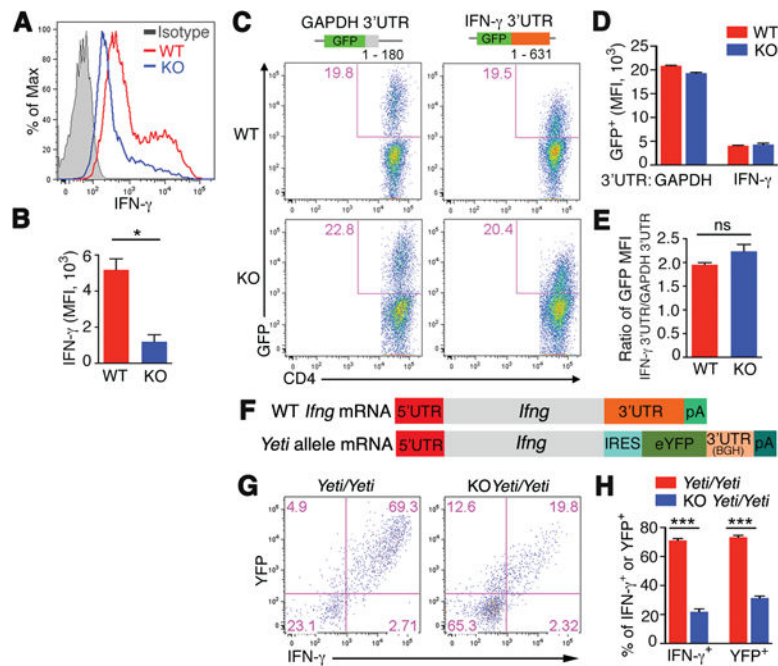 A
Isotype
WT
KO
% of Max
100
80
60
40
20
0
0 10² 10³ 10⁴ 10⁵
IFN-γ
B
IFN-γ (MFI, 10³)
6
4
2
0
*
WT KO
C
GAPDH 3'UTR
GFP
1 - 180
IFN-γ 3'UTR
GFP
1 - 631
WT
19.8
19.5
KO
22.8
20.4
GFP
CD4
D
WT
KO
GFP⁺ (MFI, 10³)
25
20
15
10
5
0
3'UTR: GAPDH IFN-γ
E
Ratio of GFP MFI
IFN-γ 3'UTR/GAPDH 3'UTR
ns
2.5
2.0
1.5
1.0
0.5
0
WT KO
F
WT Ifng mRNA
5'UTR Ifng 3'UTR pA
Yeti allele mRNA
5'UTR Ifng IRES eYFP 3'UTR (BGH) pA
G
Yeti/Yeti
4.9 69.3
23.1 2.71
KO Yeti/Yeti
12.6 19.8
65.3 2.32
YFP
IFN-γ
H
Yeti/Yeti
KO Yeti/Yeti
% of IFN-γ⁺ or YFP⁺
80
60
40
20
0
*** ***
IFN-γ⁺ YFP⁺